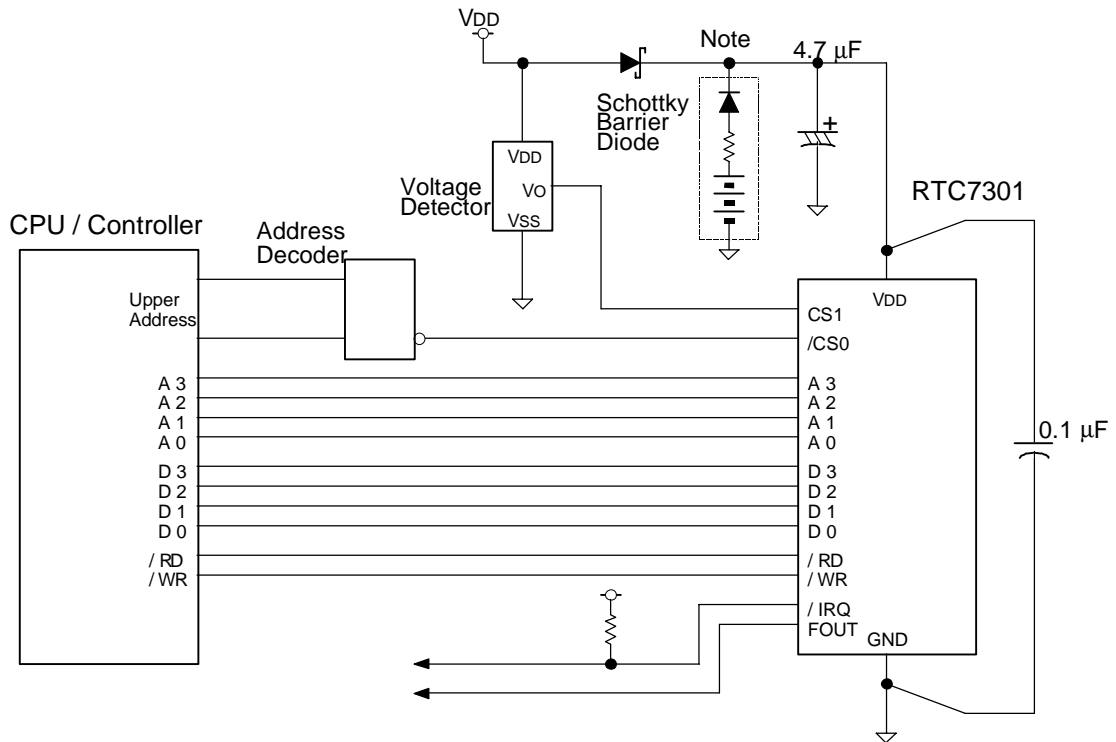 VDD
Note
4.7 μF
Schottky
Barrier
Diode
+
VDD
VO
VSS
Voltage
Detector
RTC7301
CPU / Controller
Address
Decoder
Upper
Address
VDD
CS1
/CS0
A 3
A 2
A 1
A 0
D 3
D 2
D 1
D 0
/ RD
/ WR
A 3
A 2
A 1
A 0
D 3
D 2
D 1
D 0
/ RD
/ WR
/ IRQ
FOUT
GND
0.1 μF